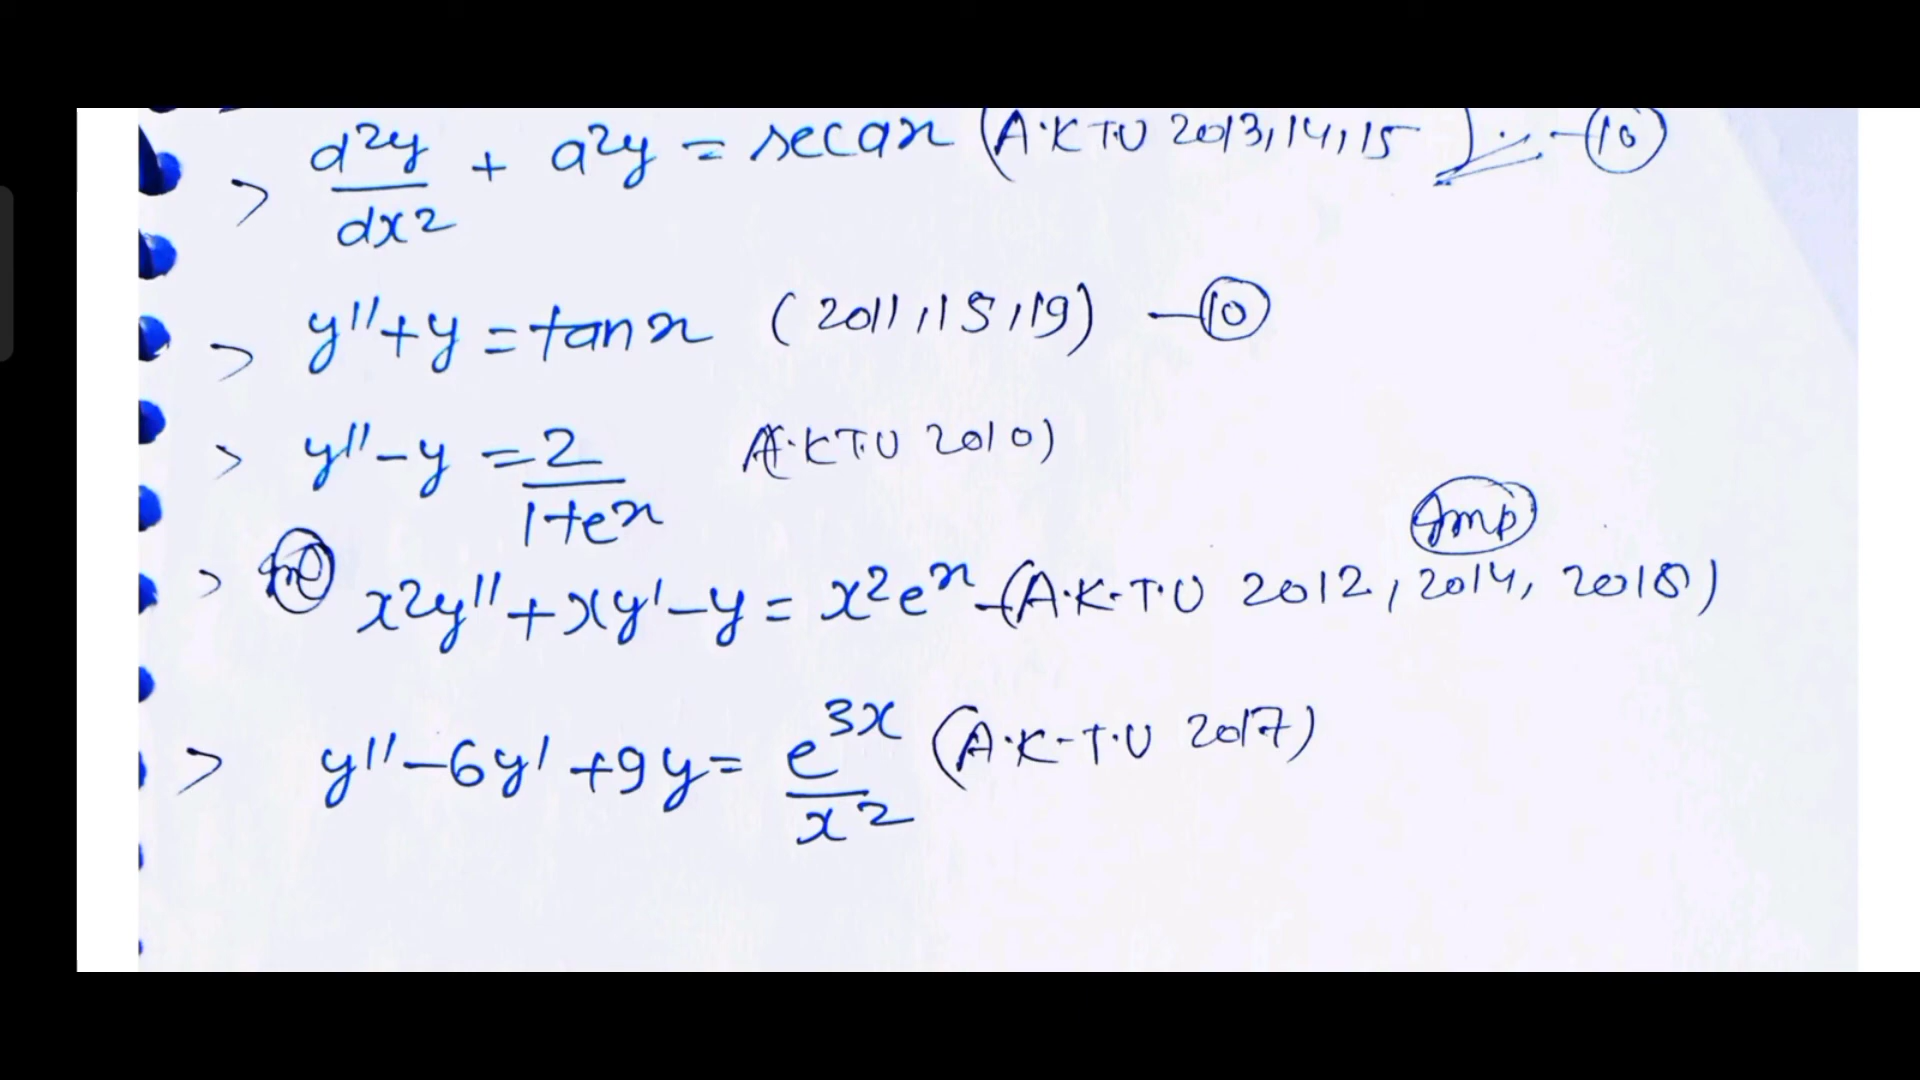 > d²y/dx² + a²y = secax (A.K.T.U 2013,14,15) -10
> y''+y = tanx (2011,15,19) -10
> y''-y = 2/1+eˣ A.K.T.U 2010)
Imp
> x²y''+xy'-y = x²eˣ -(A.K.T.U 2012, 2014, 2018)
> y''-6y'+9y = e³ˣ/x² (A.K.T.U 2017)